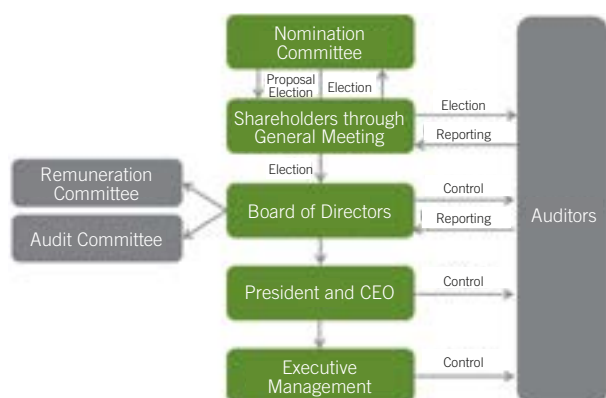 Nomination
Committee
Proposal
Election
Election
Shareholders through
General Meeting
Election
Reporting
Election
Remuneration
Committee
Audit Committee
Board of Directors
Control
Reporting
Auditors
President and CEO
Control
Executive
Management
Control